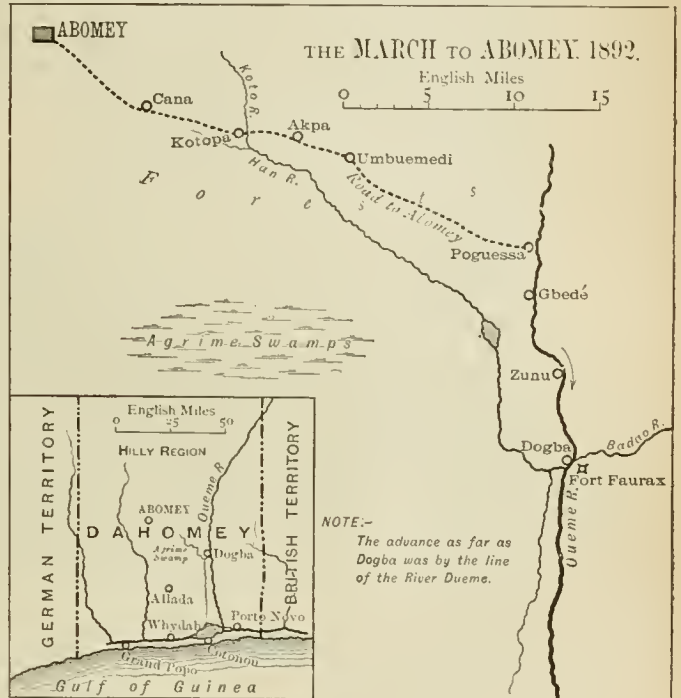 ABOMEY
THE MARCH TO ABOMEY. 1892.
English Miles
0 5 10 15
Koto R.
Cana
Kotopa
Akpa
Umbuemedi
Han R.
Forests
Road to Abomey
Poguessa
Gbedé
Agrime Swamps
Zunu
Dogba
Badao R.
Fort Faurax
Oueme R.
NOTE:-
The advance as far as
Dogba was by the line
of the River Dueme.
English Miles
0 25 50
HILLY REGION
GERMAN TERRITORY
BRITISH TERRITORY
Oueme R
ABOMEY
DAHOMEY
Agrime
Swamp
Dogba
Allada
Whydah
Porto Novo
Grand Popo
Cotonou
Gulf of Guinea